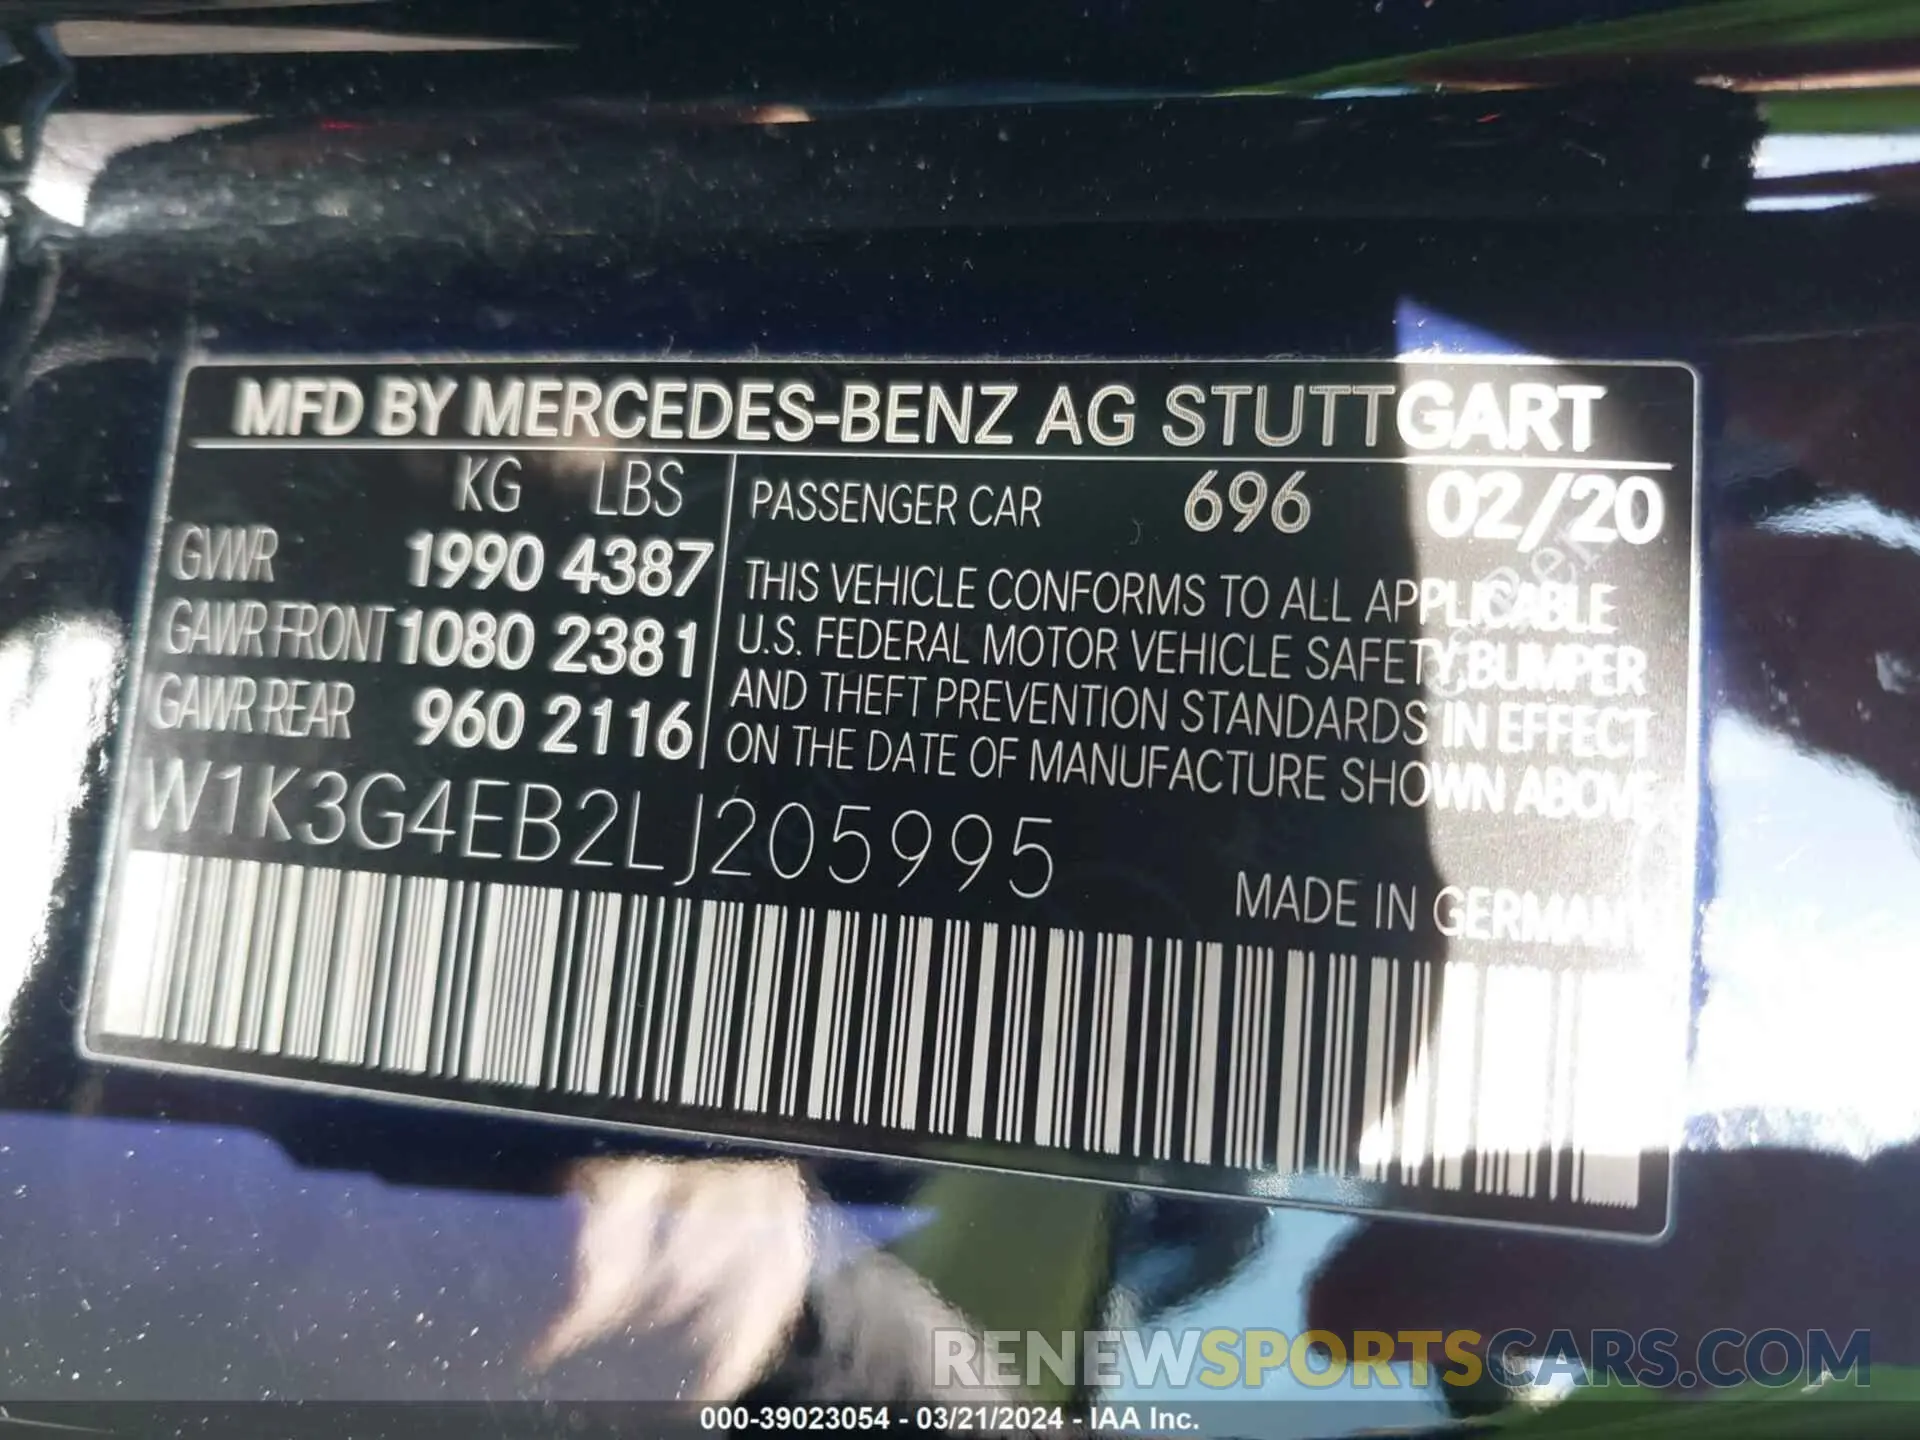 MFD BY MERCEDES-BENZ AG STUTTGART
KG LBS
GVWR 1990 4387
GAWR FRONT 1080 2381
GAWR REAR 960 2116
PASSENGER CAR 696 02/20
THIS VEHICLE CONFORMS TO ALL APPLICABLE
U.S. FEDERAL MOTOR VEHICLE SAFETY, BUMPER
AND THEFT PREVENTION STANDARDS IN EFFECT
ON THE DATE OF MANUFACTURE SHOWN ABOVE.
W1K3G4EB2LJ205995
MADE IN GERMANY
RENEWSPORTSCARS.COM
000-39023054 - 03/21/2024 - IAA Inc.